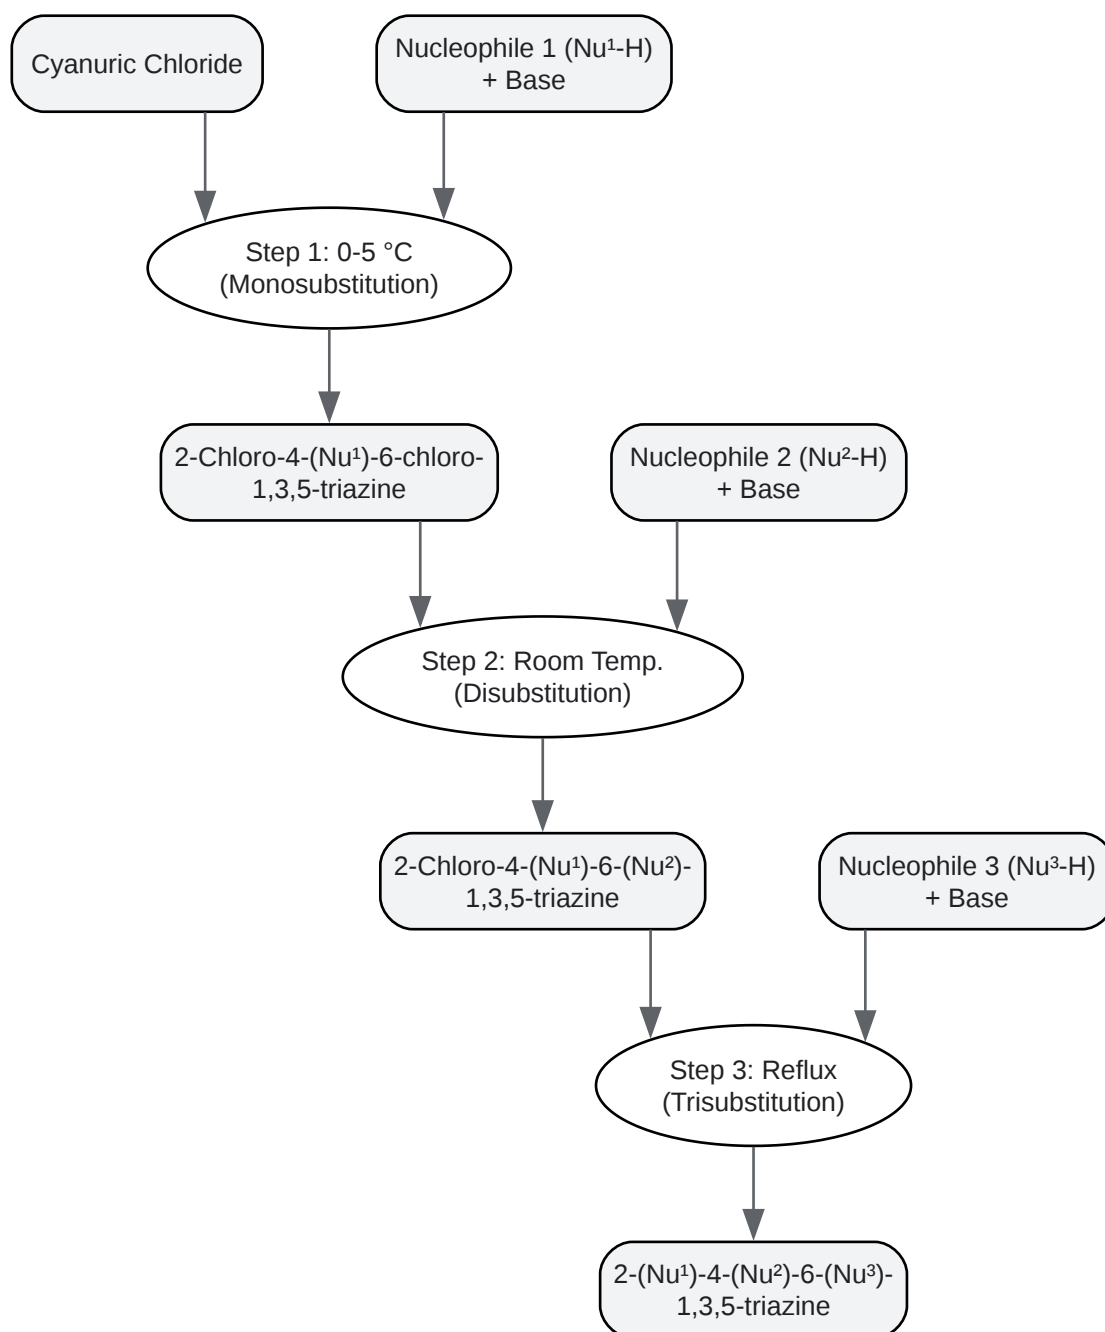 Cyanuric Chloride
Nucleophile 1 (Nu¹-H)
+ Base
Step 1: 0-5 °C
(Monosubstitution)
2-Chloro-4-(Nu¹)-6-chloro-
1,3,5-triazine
Nucleophile 2 (Nu²-H)
+ Base
Step 2: Room Temp.
(Disubstitution)
2-Chloro-4-(Nu¹)-6-(Nu²)-
1,3,5-triazine
Nucleophile 3 (Nu³-H)
+ Base
Step 3: Reflux
(Trisubstitution)
2-(Nu¹)-4-(Nu²)-6-(Nu³)-
1,3,5-triazine